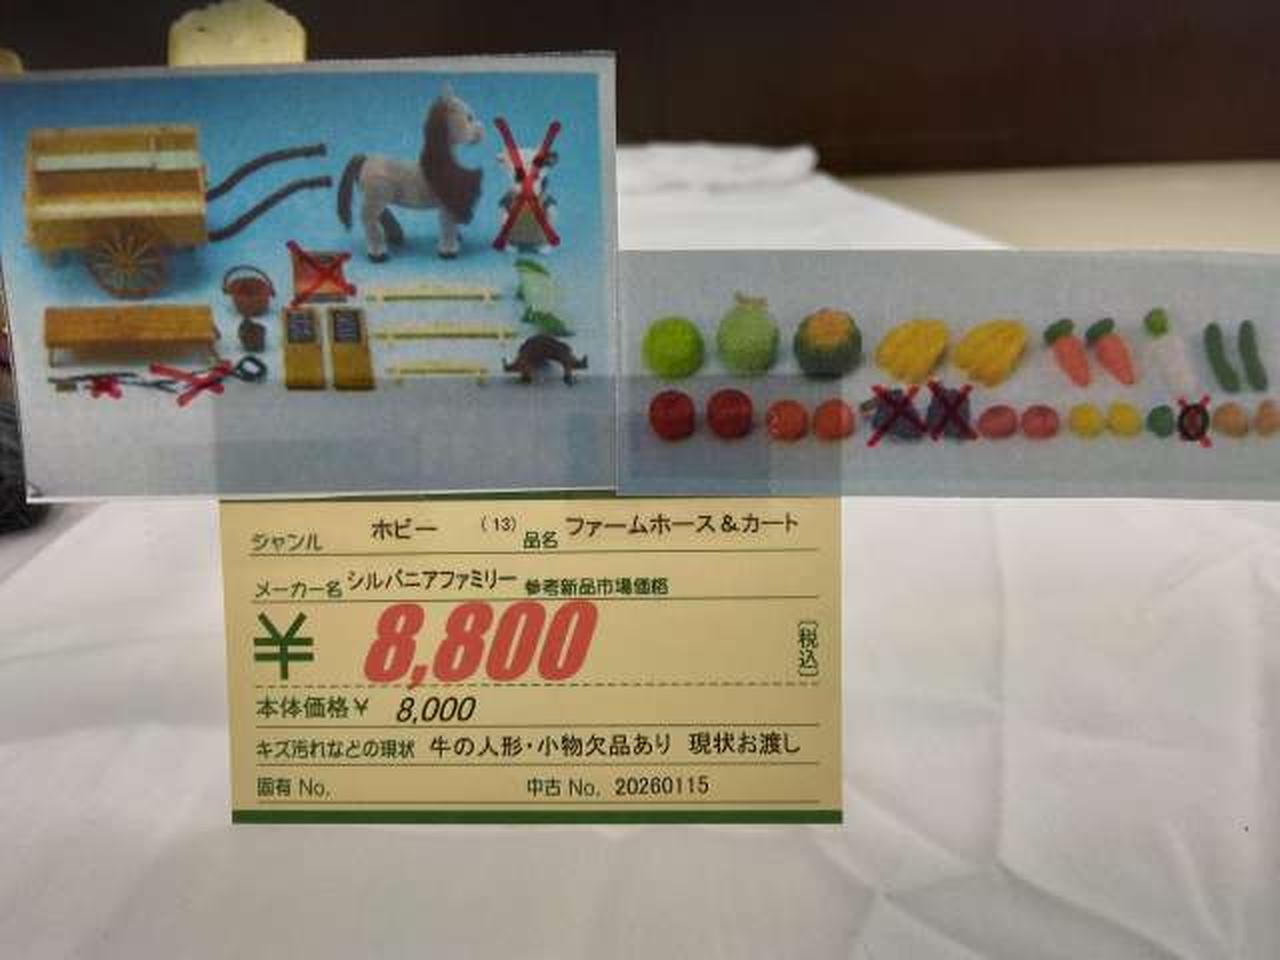 ジャンル ホビー (13) 品名 ファームホース&カート
メーカー名 シルバニアファミリー 参考新品市場価格
¥ 8,800 〔税込〕
本体価格¥ 8,000
キズ汚れなどの現状 牛の人形・小物欠品あり 現状お渡し
固有 No. 中古 No. 20260115